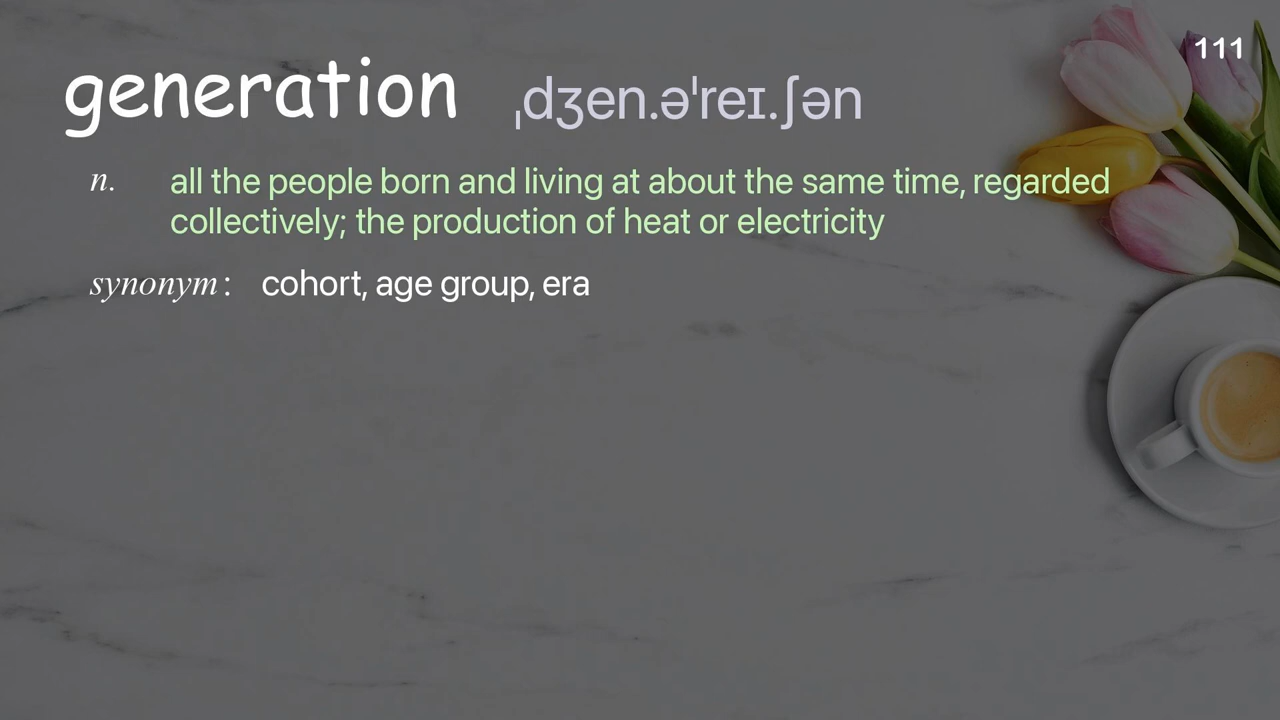 111
generation ˌdʒen.əˈreɪ.ʃən
n. all the people born and living at about the same time, regarded
collectively; the production of heat or electricity
synonym : cohort, age group, era